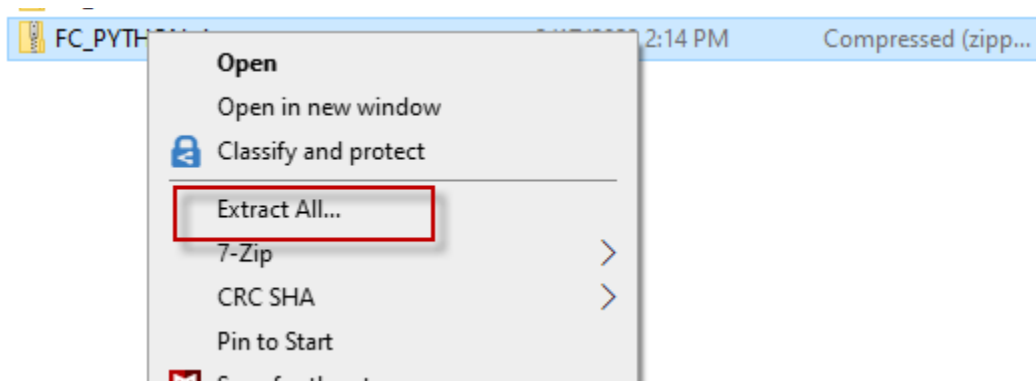 FC_PYTH 2:14 PM Compressed (zipp...
Open
Open in new window
Classify and protect
Extract All...
7-Zip
CRC SHA
Pin to Start